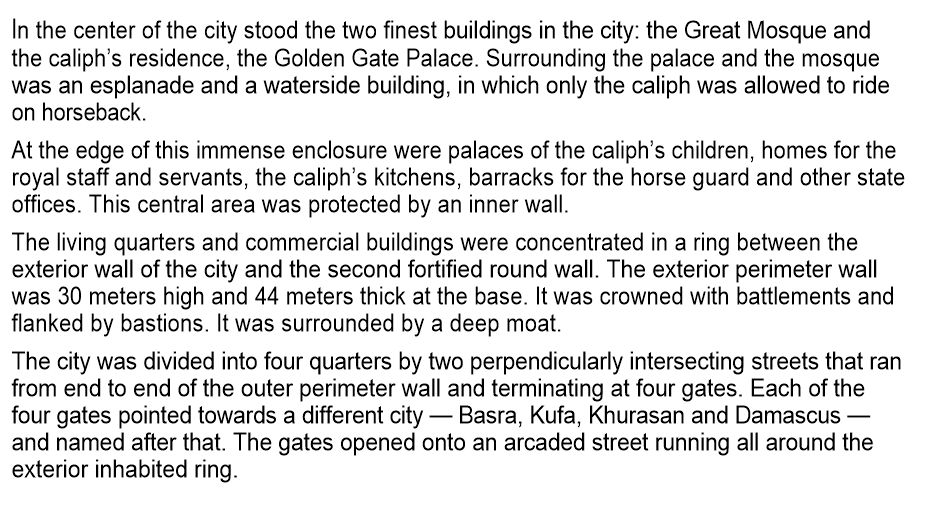 In the center of the city stood the two finest buildings in the city: the Great Mosque and
the caliph’s residence, the Golden Gate Palace. Surrounding the palace and the mosque
was an esplanade and a waterside building, in which only the caliph was allowed to ride
on horseback.
At the edge of this immense enclosure were palaces of the caliph’s children, homes for the
royal staff and servants, the caliph’s kitchens, barracks for the horse guard and other state
offices. This central area was protected by an inner wall.
The living quarters and commercial buildings were concentrated in a ring between the
exterior wall of the city and the second fortified round wall. The exterior perimeter wall
was 30 meters high and 44 meters thick at the base. It was crowned with battlements and
flanked by bastions. It was surrounded by a deep moat.
The city was divided into four quarters by two perpendicularly intersecting streets that ran
from end to end of the outer perimeter wall and terminating at four gates. Each of the
four gates pointed towards a different city — Basra, Kufa, Khurasan and Damascus —
and named after that. The gates opened onto an arcaded street running all around the
exterior inhabited ring.